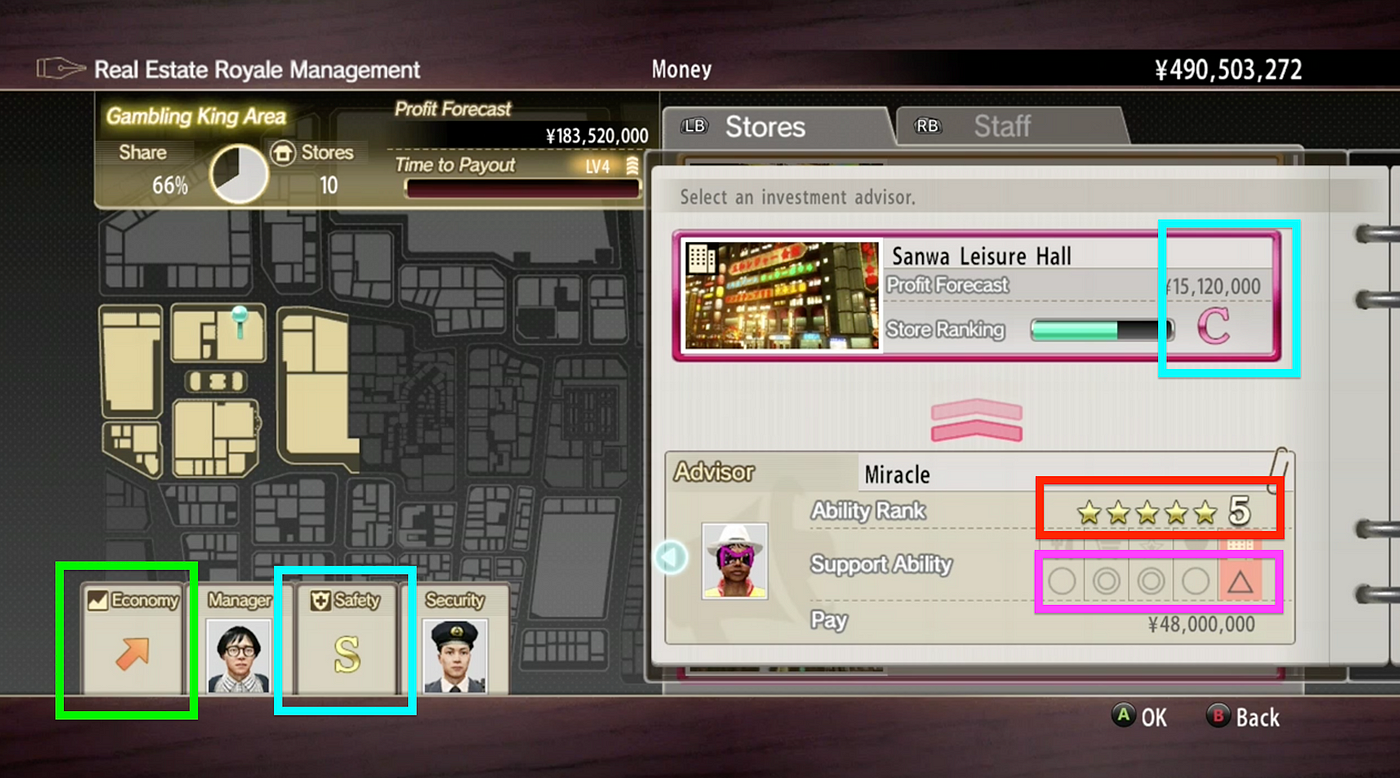 Real Estate Royale Management
Money
¥490,503,272
Gambling King Area
Share
66%
Stores
10
Profit Forecast
¥183,520,000
Time to Payout
LV4
LB Stores
RB Staff
Select an investment advisor.
Sanwa Leisure Hall
Profit Forecast
¥15,120,000
Store Ranking
C
Advisor
Miracle
Ability Rank
5
Support Ability
Pay
¥48,000,000
Economy
Manager
Safety
S
Security
A OK
B Back